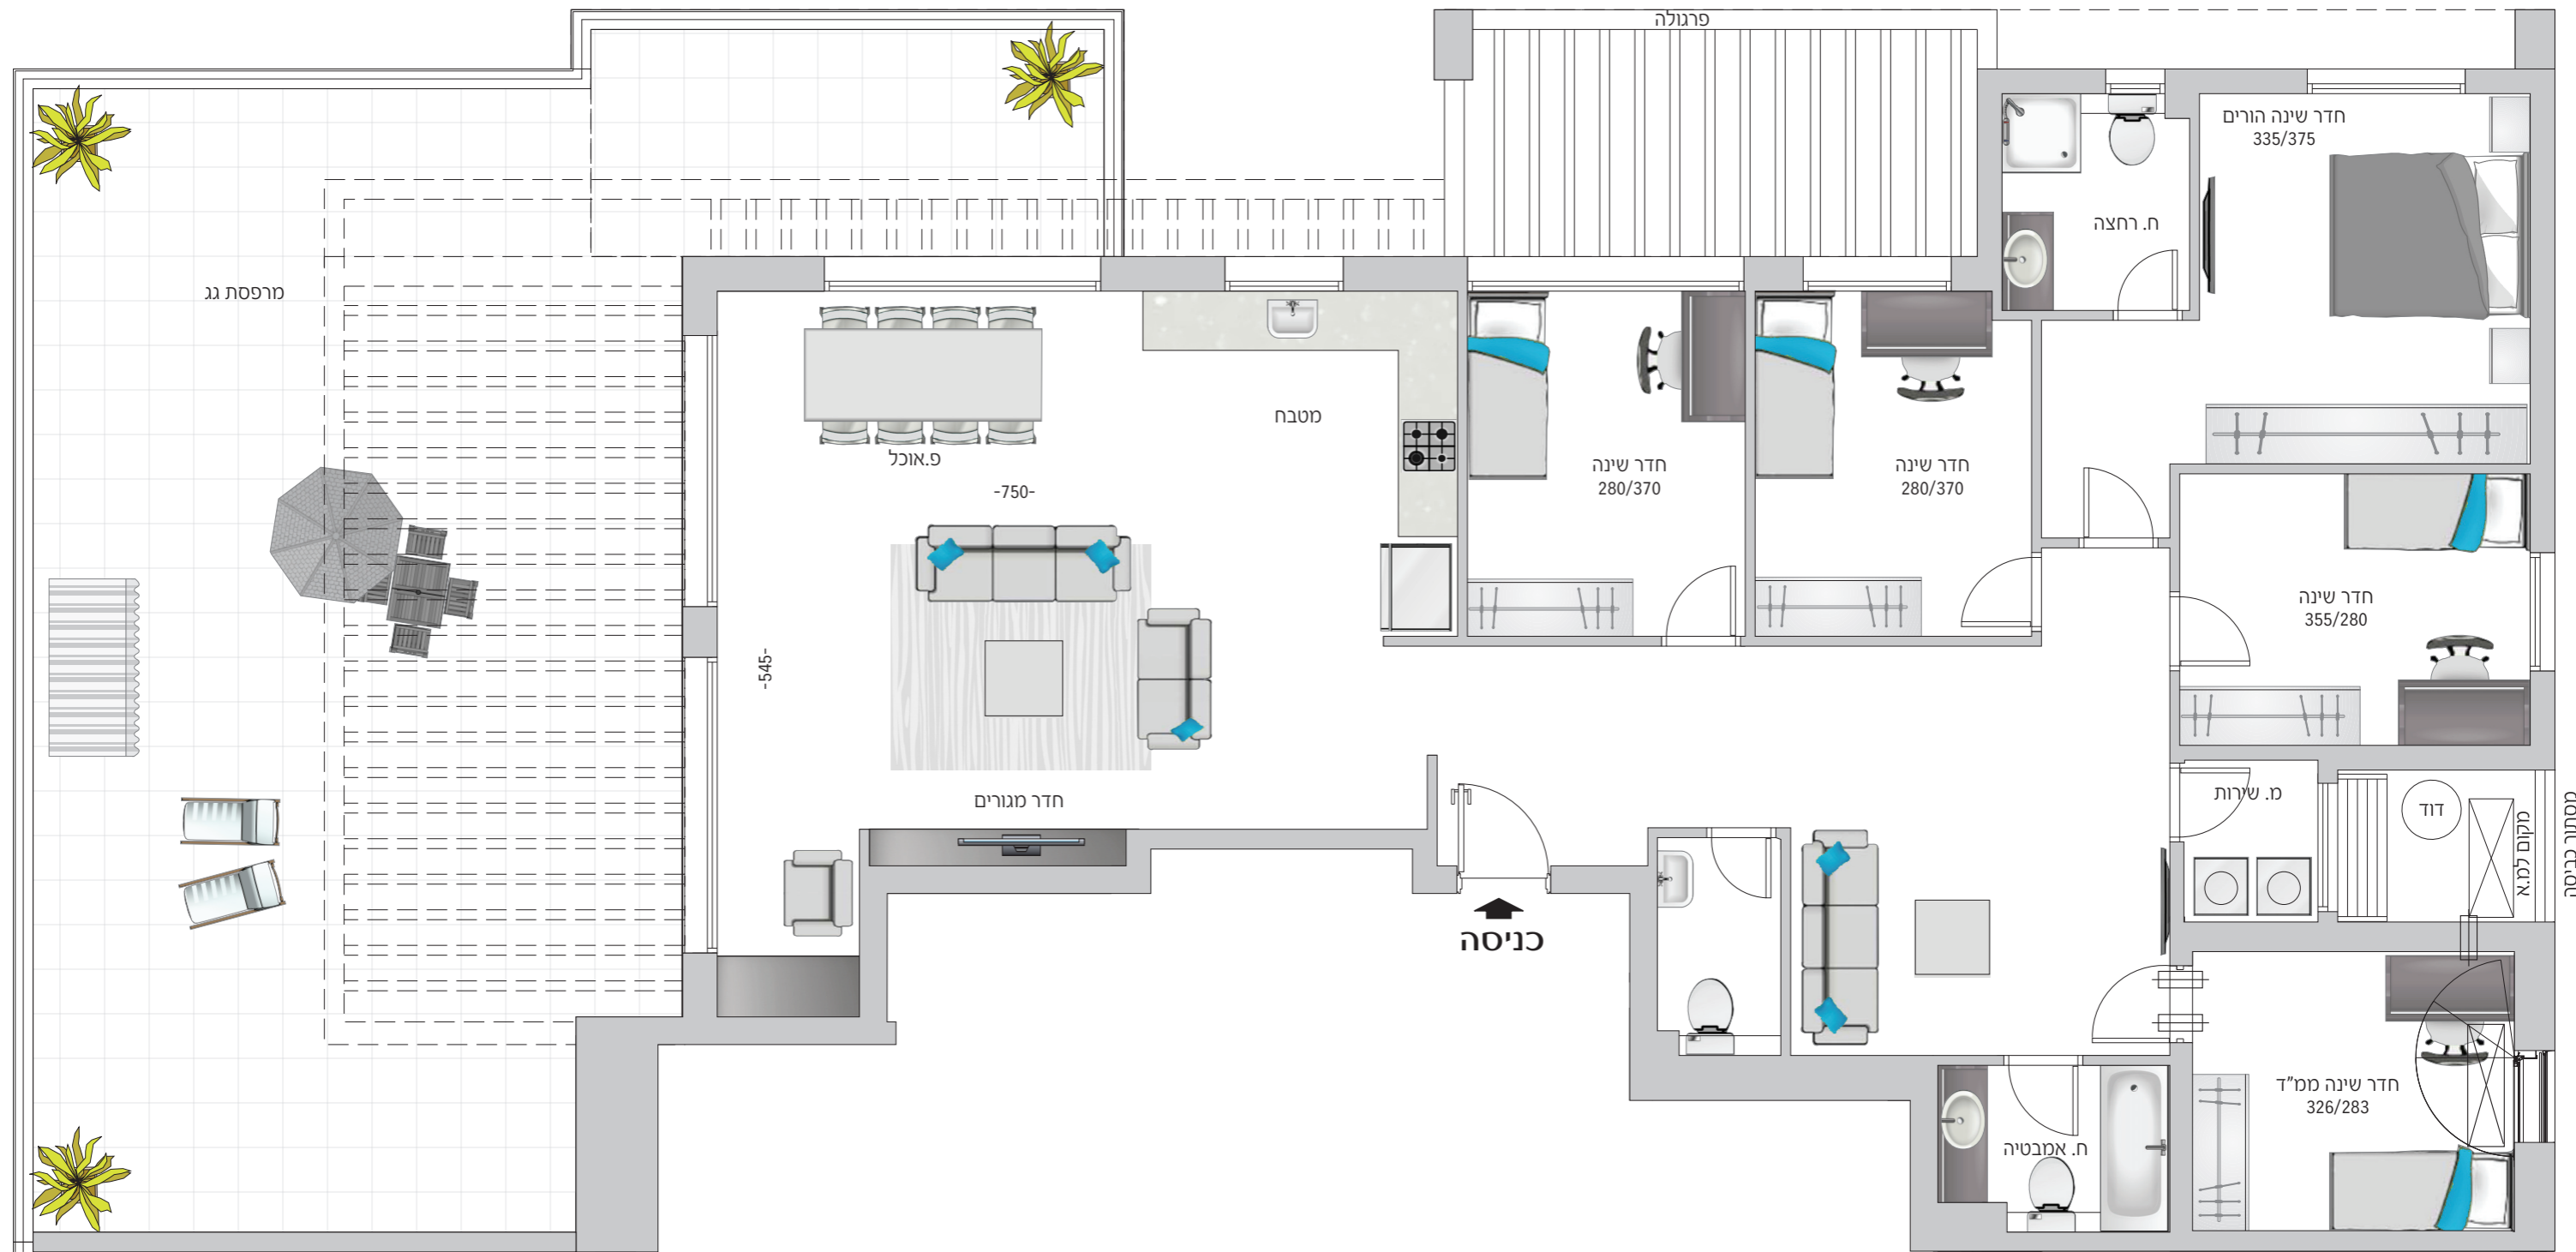 פרגולה
חדר שינה הורים
335/375
ח. רחצה
מרפסת גג
מטבח
פ.אוכל
-750-
חדר שינה
280/370
חדר שינה
280/370
חדר שינה
355/280
-545-
חדר מגורים
מ. שירות
דוד
מקום למ.א
מסתור כביסה
כניסה
חדר שינה ממ"ד
326/283
ח. אמבטיה